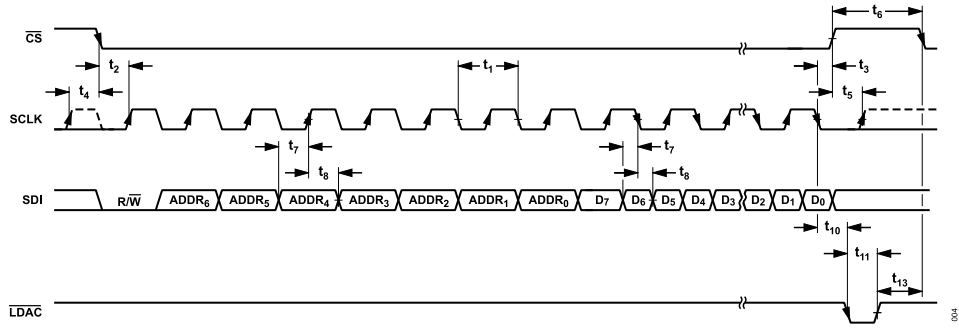 t6
CS
t2
t1
t3
t4
t5
SCLK
t7
t7
t8
t8
SDI
R/W
ADDR6
ADDR5
ADDR4
ADDR3
ADDR2
ADDR1
ADDR0
D7
D6
D5
D4
D3
D2
D1
D0
t10
t11
t13
LDAC
004